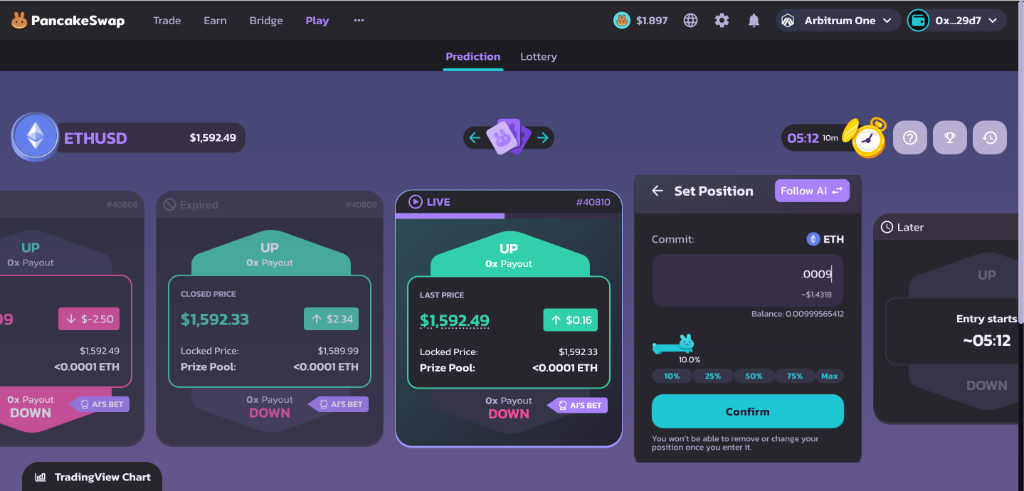 PancakeSwap Trade Earn Bridge Play ... $1.897 Arbitrum One 0x...29d7
Prediction Lottery
ETHUSD $1,592.49
05:12 10m
#40808
UP
0x Payout
99
$-2.50
$1,592.49
<0.0001 ETH
0x Payout
DOWN
AI'S BET
Expired #40809
UP
0x Payout
CLOSED PRICE
$1,592.33
$2.34
Locked Price: $1,589.99
Prize Pool: <0.0001 ETH
0x Payout
DOWN
AI'S BET
LIVE #40810
UP
0x Payout
LAST PRICE
$1,592.49
$0.16
Locked Price: $1,592.33
Prize Pool: <0.0001 ETH
0x Payout
DOWN
AI'S BET
Set Position Follow AI
Commit: ETH
.0009
~$1.4318
Balance: 0.00999565412
10.0%
10% 25% 50% 75% Max
Confirm
You won't be able to remove or change your
position once you enter it.
Later
UP
Entry starts
~05:12
DOWN
TradingView Chart